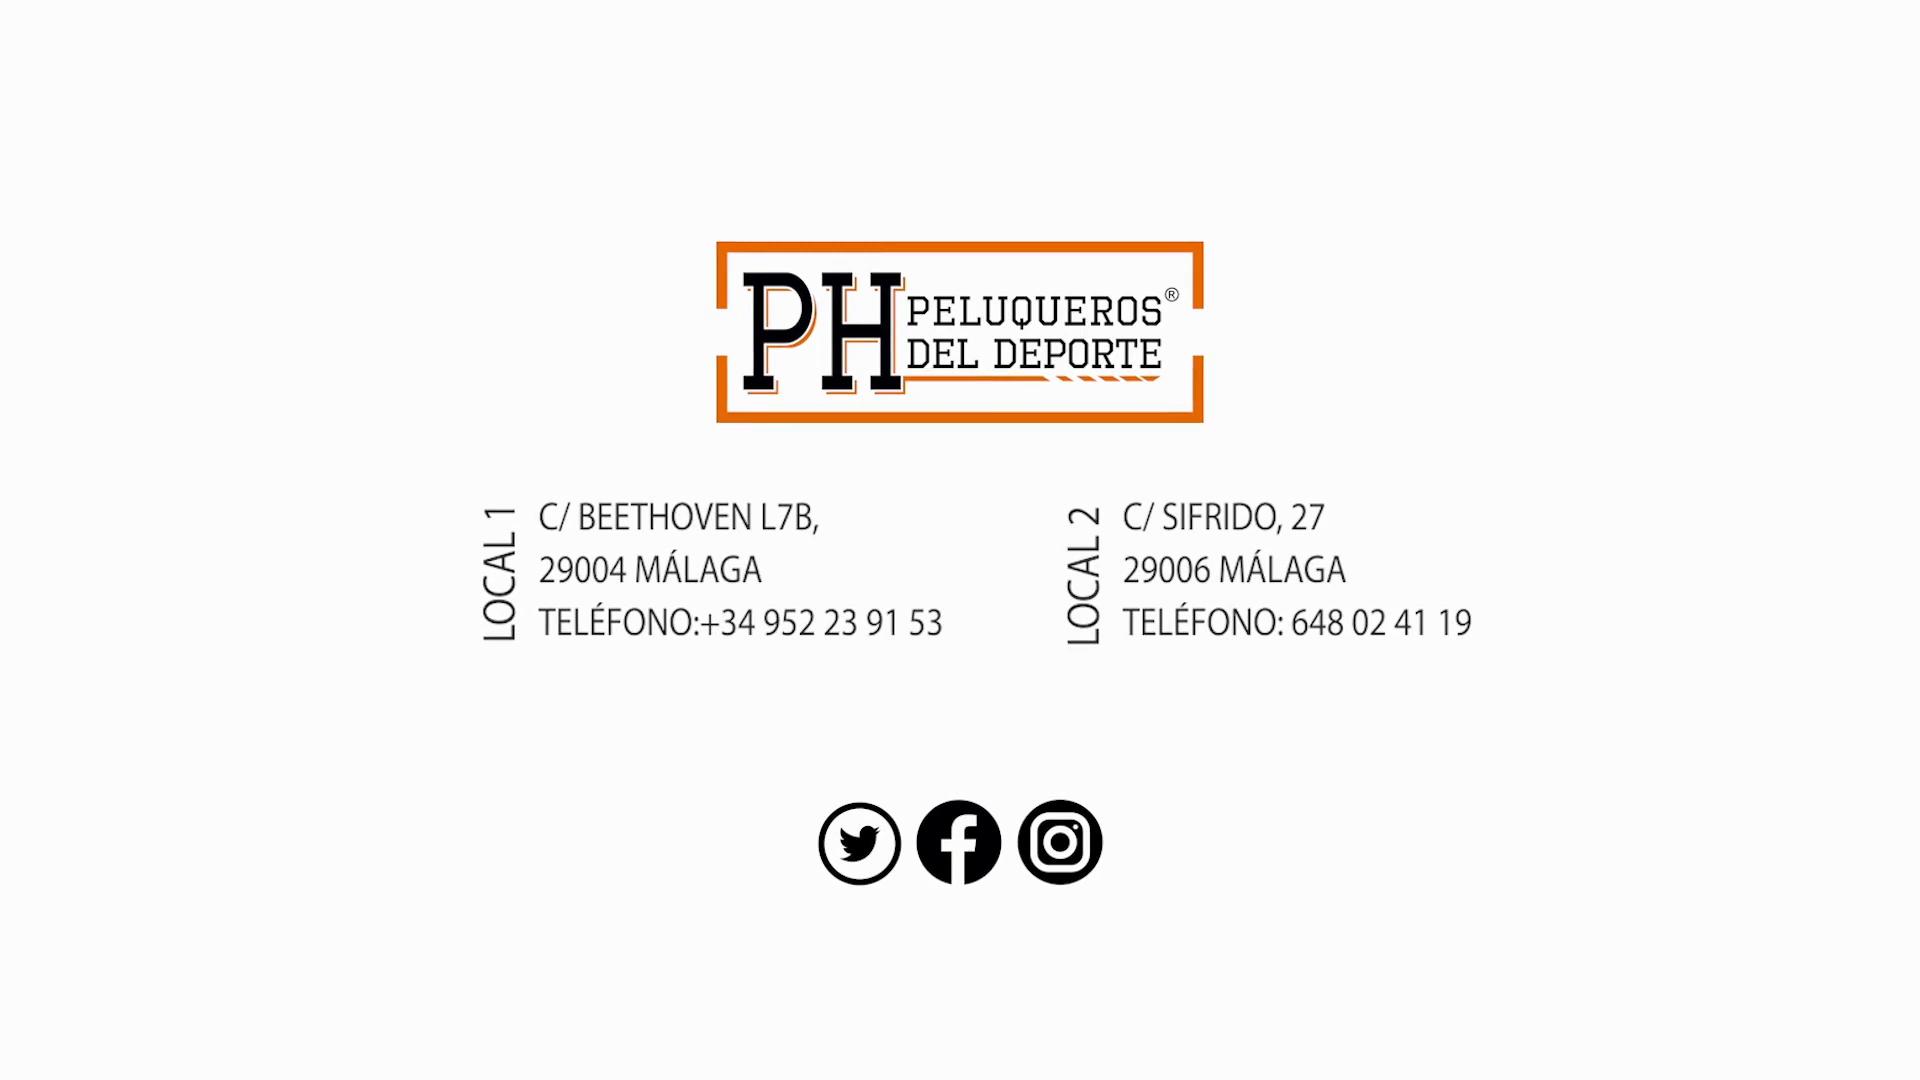 PH PELUQUEROS®
DEL DEPORTE
LOCAL 1
C/ BEETHOVEN L7B,
29004 MÁLAGA
TELÉFONO:+34 952 23 91 53
LOCAL 2
C/ SIFRIDO, 27
29006 MÁLAGA
TELÉFONO: 648 02 41 19